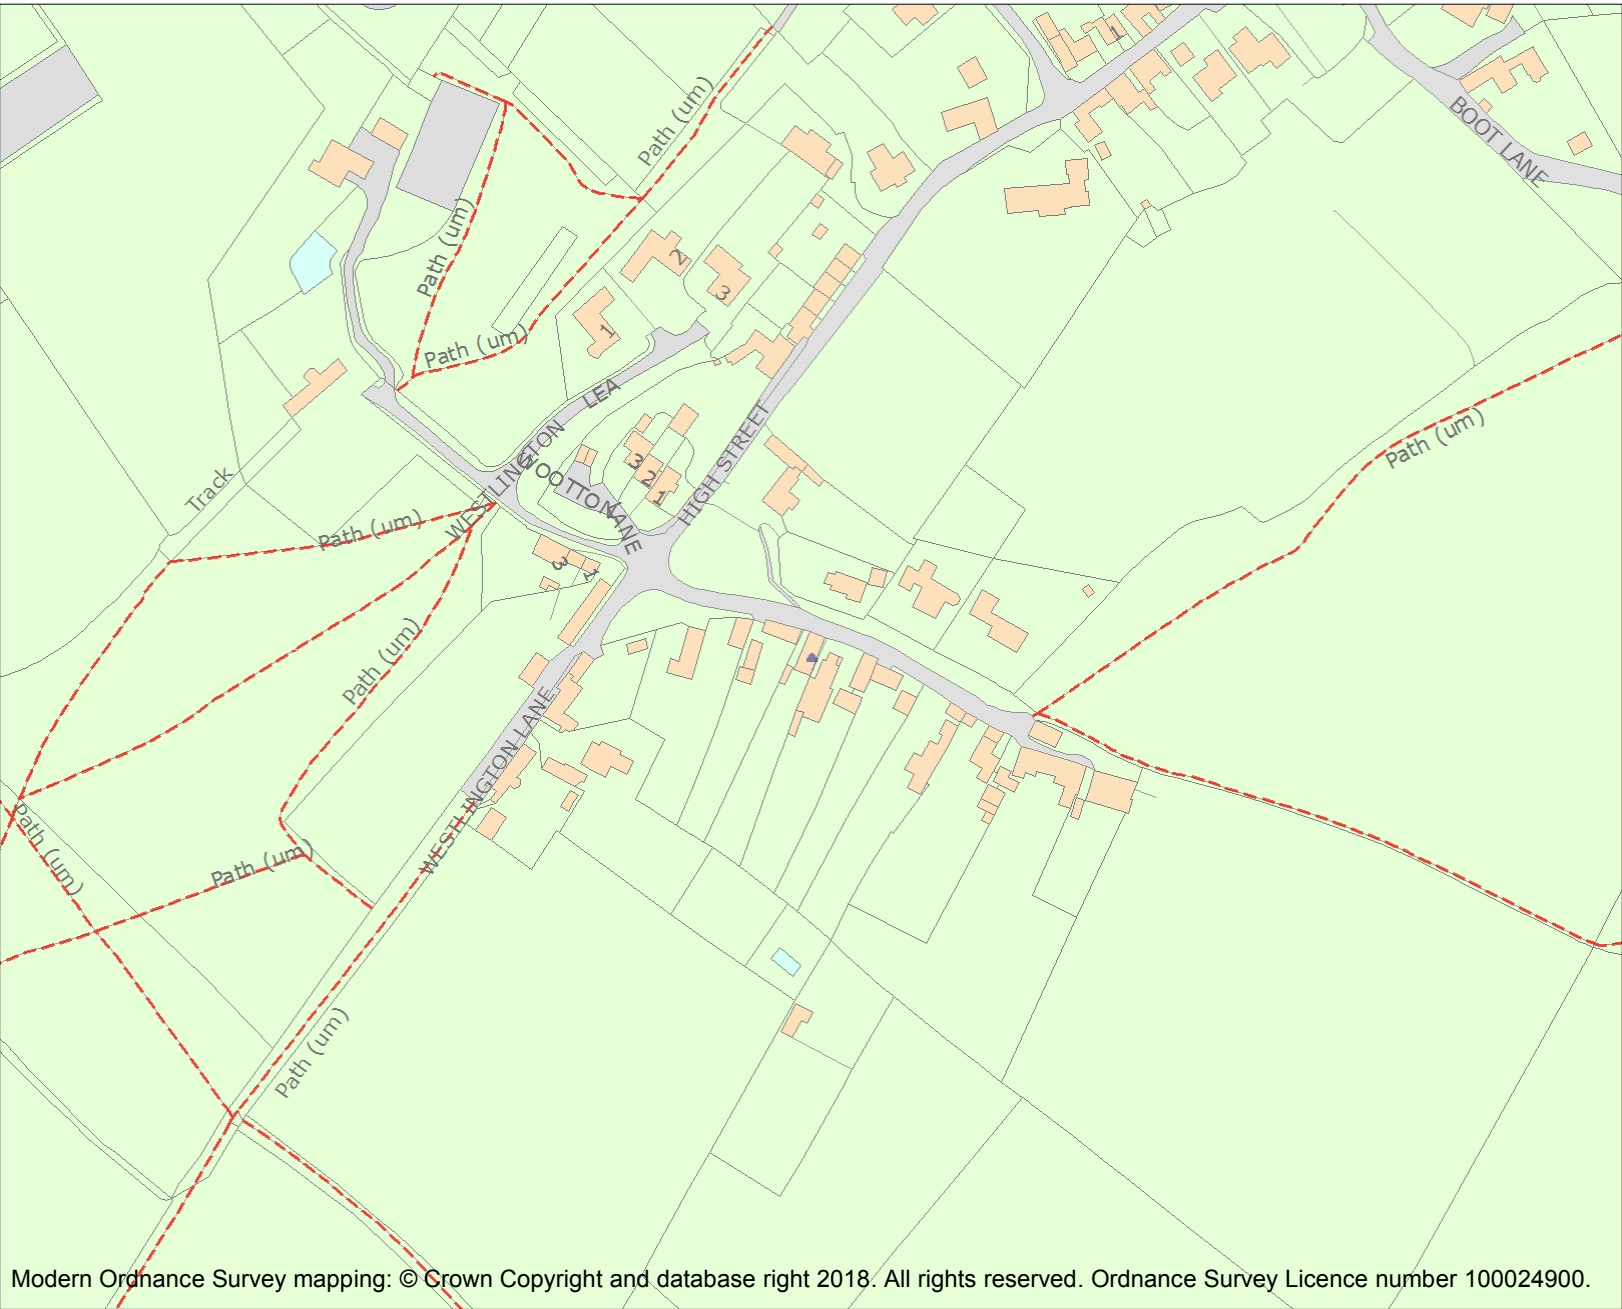 1
BOOT LANE
Path (um)
Path (um)
2
3
1
Path (um)
LEA
WESTLINGTON
WOOTTON
LANE
3
2
1
HIGH STREET
Path (um)
Track
Path (um)
3
1
Path (um)
WESTLINGTON LANE
Path (um)
Path (um)
Path (um)
Modern Ordnance Survey mapping: © Crown Copyright and database right 2018. All rights reserved. Ordnance Survey Licence number 100024900.